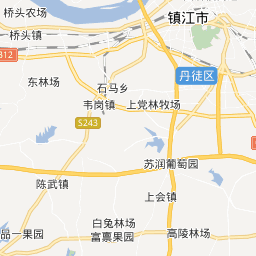 桥头农场
镇江市
桥头镇
312
丹徒区
东林场
石马乡
韦岗镇
上党林牧场
S243
苏润葡萄园
陈武镇
上会镇
白兔林场
富票果园
品一果园
高陵林场